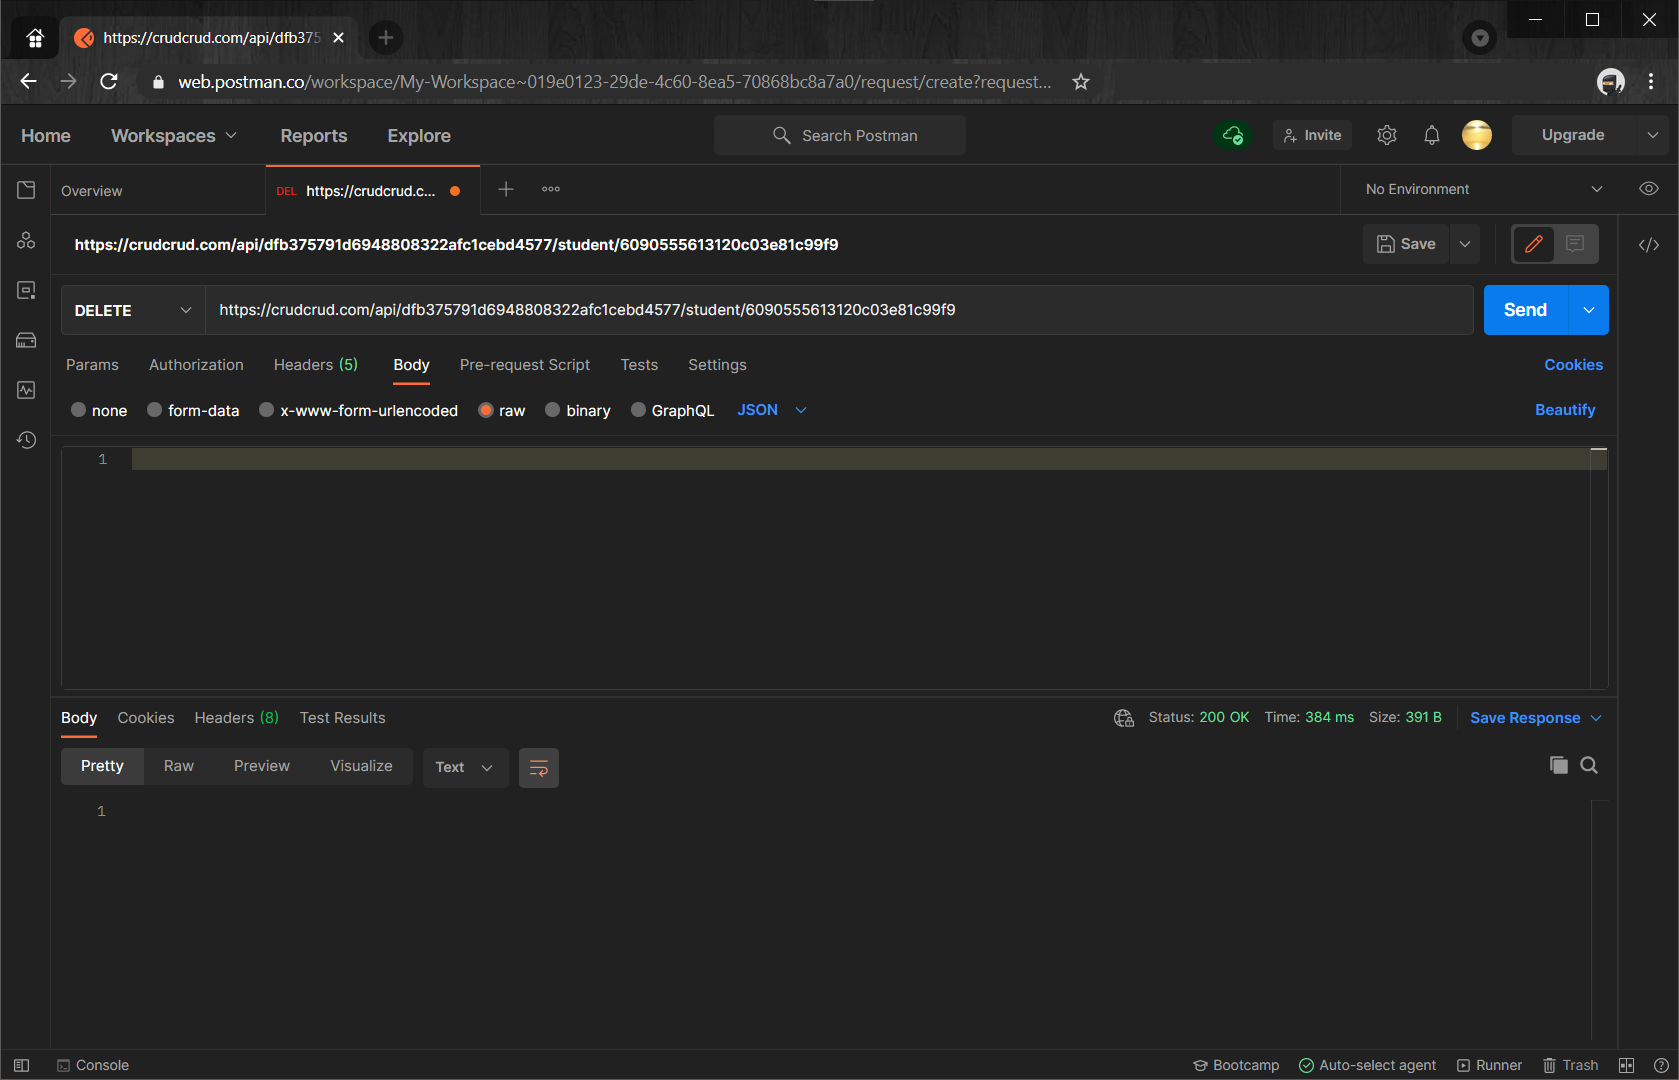 https://crudcrud.com/api/dfb375
web.postman.co/workspace/My-Workspace~019e0123-29de-4c60-8ea5-70868bc8a7a0/request/create?request...
Home Workspaces Reports Explore Search Postman Invite Upgrade
Overview DEL https://crudcrud.c... No Environment
https://crudcrud.com/api/dfb375791d6948808322afc1cebd4577/student/6090555613120c03e81c99f9 Save
DELETE https://crudcrud.com/api/dfb375791d6948808322afc1cebd4577/student/6090555613120c03e81c99f9 Send
Params Authorization Headers (5) Body Pre-request Script Tests Settings Cookies
none form-data x-www-form-urlencoded raw binary GraphQL JSON Beautify
1
Body Cookies Headers (8) Test Results Status: 200 OK Time: 384 ms Size: 391 B Save Response
Pretty Raw Preview Visualize Text
1
Console Bootcamp Auto-select agent Runner Trash